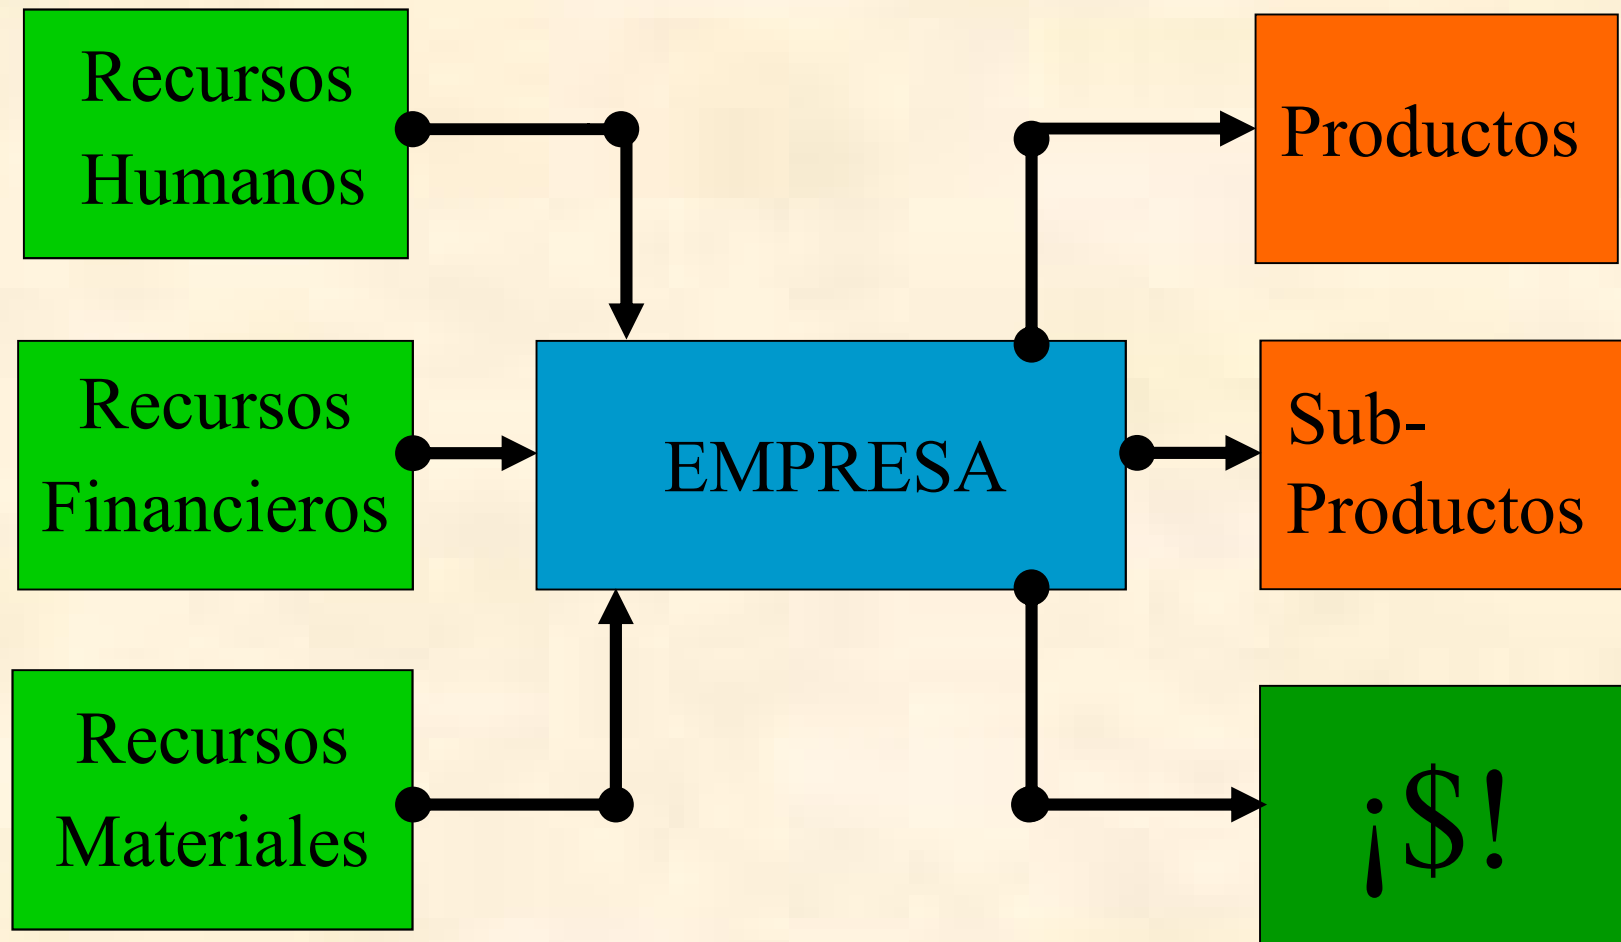 Recursos
Humanos
Recursos
Financieros
Recursos
Materiales
EMPRESA
Productos
Sub-
Productos
¡$!